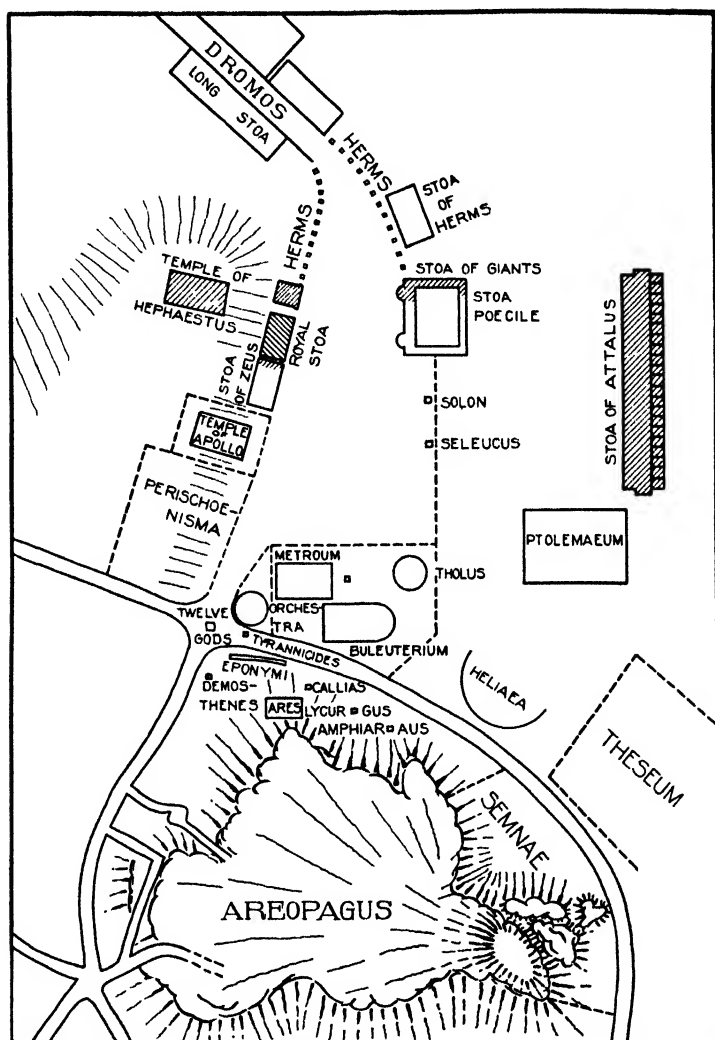 DROMOS
LONG
STOA
HERMS
STOA
OF
HERMS
HERMS
TEMPLE OF
HEPHAESTUS
STOA OF GIANTS
STOA
POECILE
ROYAL
STOA
STOA
OF ZEUS
STOA OF ATTALUS
SOLON
TEMPLE
OF
APOLLO
SELEUCUS
PERISCHOE-
NISMA
PTOLEMAEUM
METROUM
THOLUS
TWELVE
GODS
ORCHES-
TRA
BULEUTERIUM
TYRANNICIDES
EPONYMI
HELIAEA
DEMOS-
THENES
CALLIAS
ARES
LYCUR GUS
AMPHIAR AUS
THESEUM
SEMNAE
AREOPAGUS